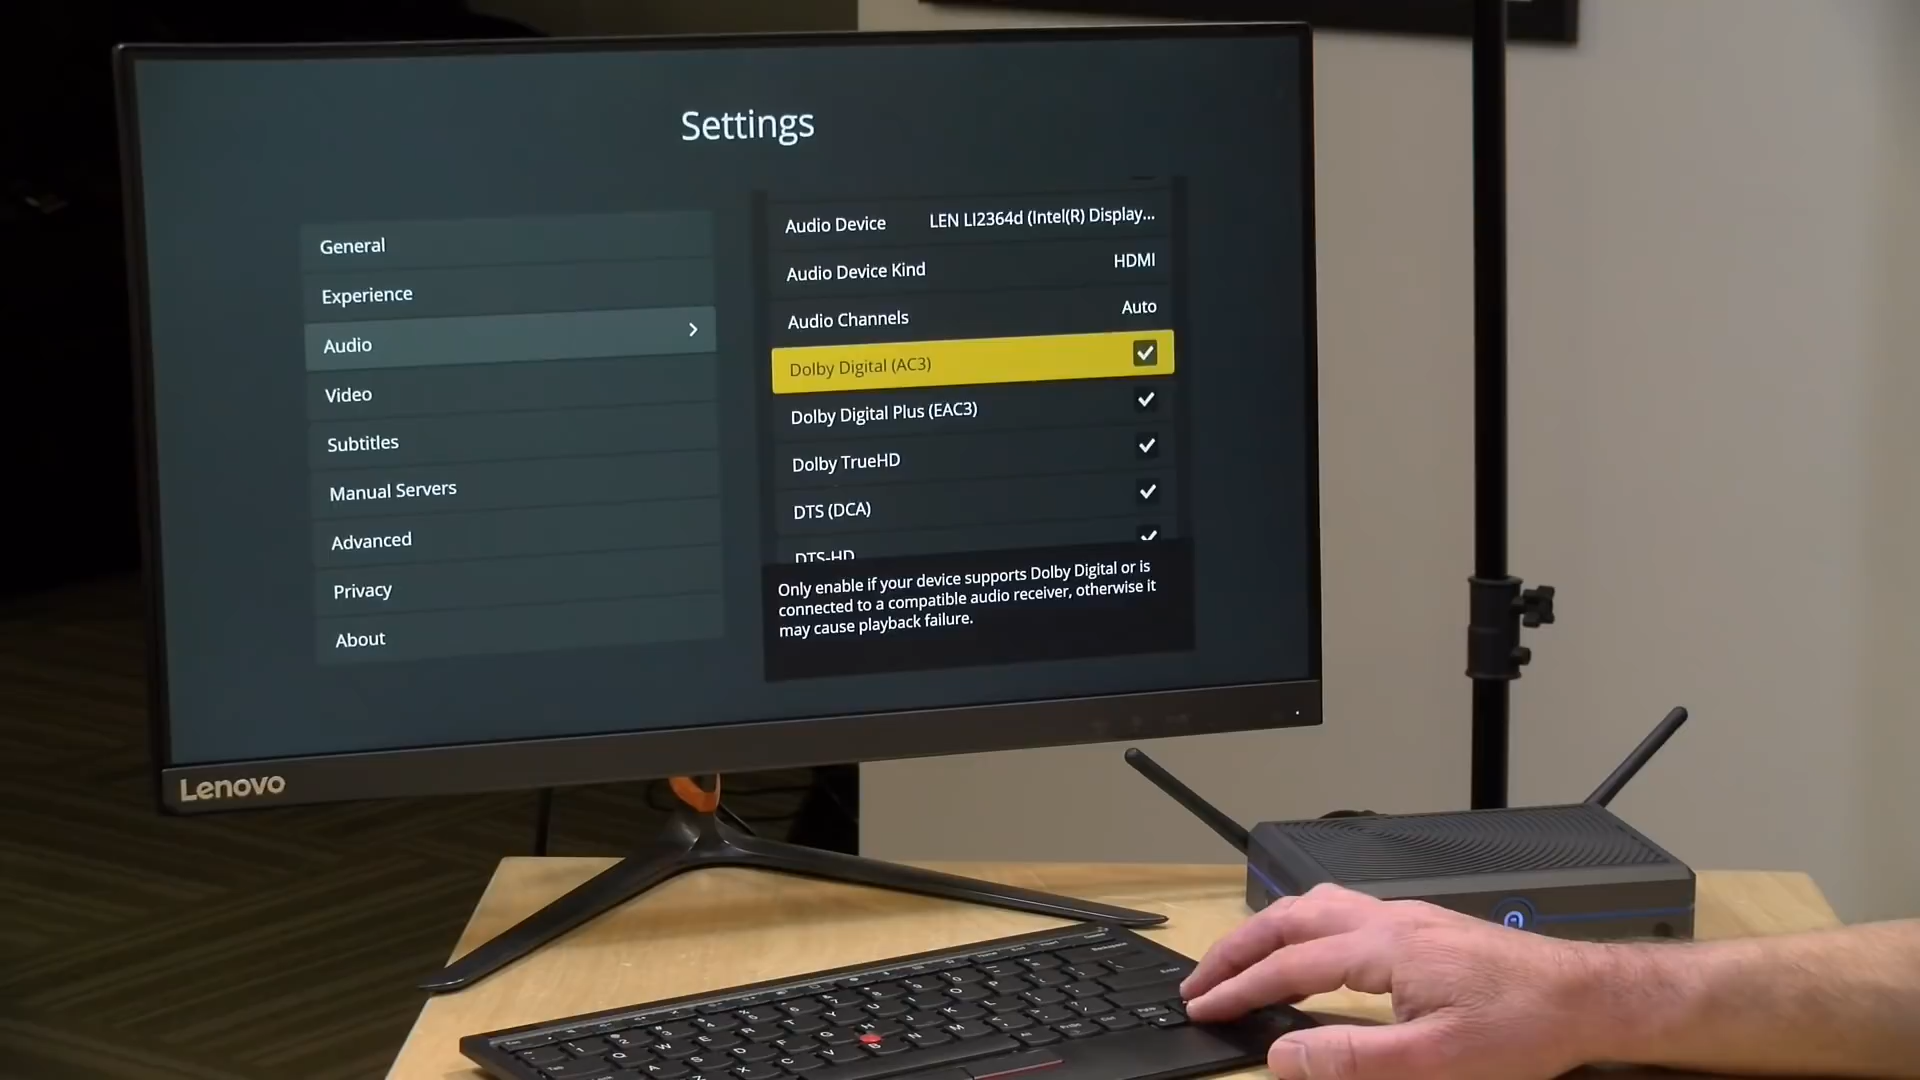 Settings
General
Experience
Audio
Video
Subtitles
Manual Servers
Advanced
Privacy
About
Audio Device LEN LI2364d (Intel(R) Display...
Audio Device Kind HDMI
Audio Channels Auto
Dolby Digital (AC3)
Dolby Digital Plus (EAC3)
Dolby TrueHD
DTS (DCA)
DTS-HD
Only enable if your device supports Dolby Digital or is
connected to a compatible audio receiver, otherwise it
may cause playback failure.
Lenovo